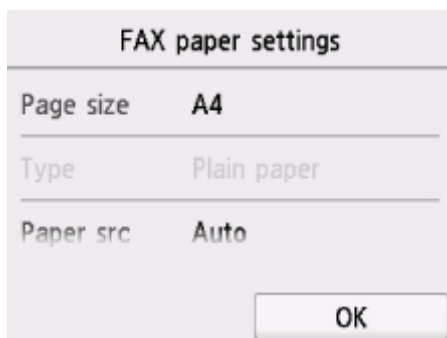 FAX paper settings
Page size A4
Type Plain paper
Paper src Auto
OK